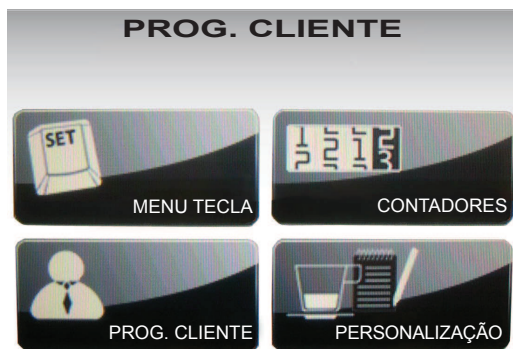 PROG. CLIENTE
SET
MENU TECLA
CONTADORES
PROG. CLIENTE
PERSONALIZAÇÃO